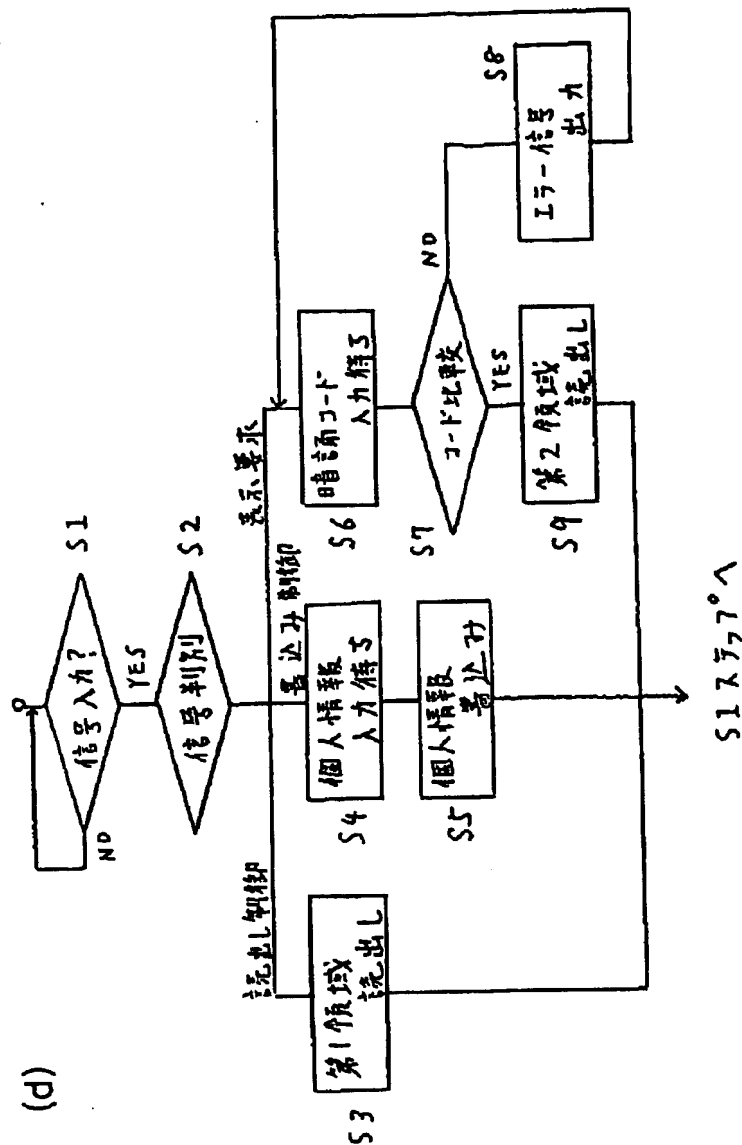 (d)
信号入力?
S1
NO
YES
信号判別
S2
読出し制御
書込み制御
表示要求
S3
第1領域
読出し
S4
個人情報
入力待ち
S5
個人情報
書込み
S6
暗誦コード
入力待ち
S7
コード比較
NO
YES
S8
エラー信号
出力
S9
第2領域
読出し
S1ステップへ